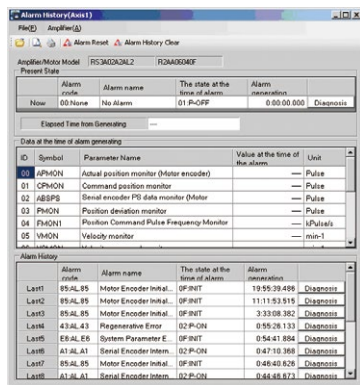 Alarm History(Axis1)
File(F) Amplifier(A)
Alarm Reset Alarm History Clear
Amplifier/Motor Model RS3A02A2AL2 R2AA06040F
Present State
Alarm code Alarm name The state at the time of alarm Alarm generating
Now 00:None No Alarm 01:P-OFF 0:00:00.000 Diagnosis
Elapsed Time from Generating ---
Data at the time of alarm generating
ID Symbol Parameter Name Value at the time of the alarm Unit
00 APMON Actual position monitor (Motor encoder) --- Pulse
01 CPMON Command position monitor --- Pulse
02 ABSPS Serial encoder PS data monitor (Motor --- Pulse
03 PMON Position deviation monitor --- Pulse
04 FMON1 Position Command Pulse Frequency Monitor --- kPulse/s
05 VMON Velocity monitor --- min-1
Alarm History
Alarm code Alarm name The state at the time of alarm Alarm generating
Last1 85:AL.85 Motor Encoder Initial... 0F:INIT 19:55:39.486 Diagnosis
Last2 85:AL.85 Motor Encoder Initial... 0F:INIT 11:11:53.515 Diagnosis
Last3 85:AL.85 Motor Encoder Initial... 0F:INIT 3:33:08.382 Diagnosis
Last4 43:AL.43 Regenerative Error 02:P-ON 0:55:26.133 Diagnosis
Last5 E8:AL.E8 System Parameter E... 0F:INIT 0:54:41.884 Diagnosis
Last6 A1:AL.A1 Serial Encoder Intern... 02:P-ON 0:47:10.368 Diagnosis
Last7 85:AL.85 Motor Encoder Initial... 0F:INIT 0:46:40.626 Diagnosis
Last8 A1:AL.A1 Serial Encoder Intern... 02:P-ON 0:44:46.673 Diagnosis